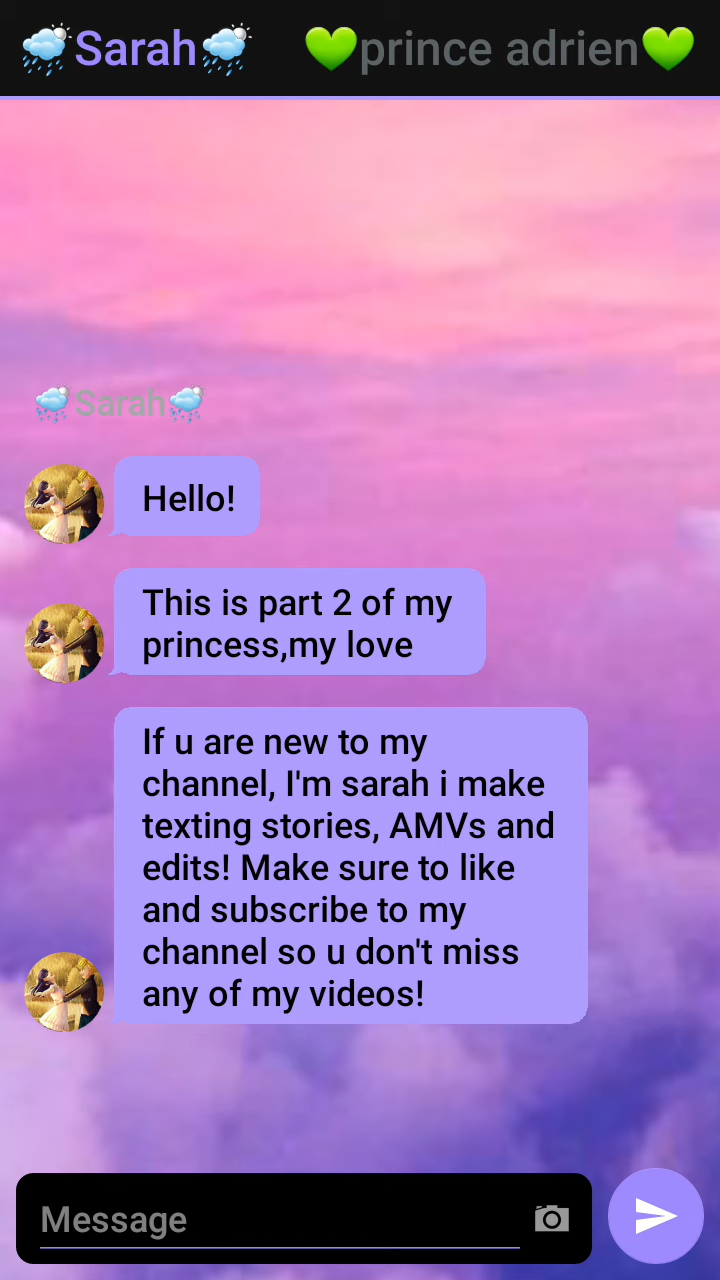 🌧Sarah🌧 💚prince adrien💚
🌧Sarah🌧
Hello!
This is part 2 of my
princess,my love
If u are new to my
channel, I'm sarah i make
texting stories, AMVs and
edits! Make sure to like
and subscribe to my
channel so u don't miss
any of my videos!
Message